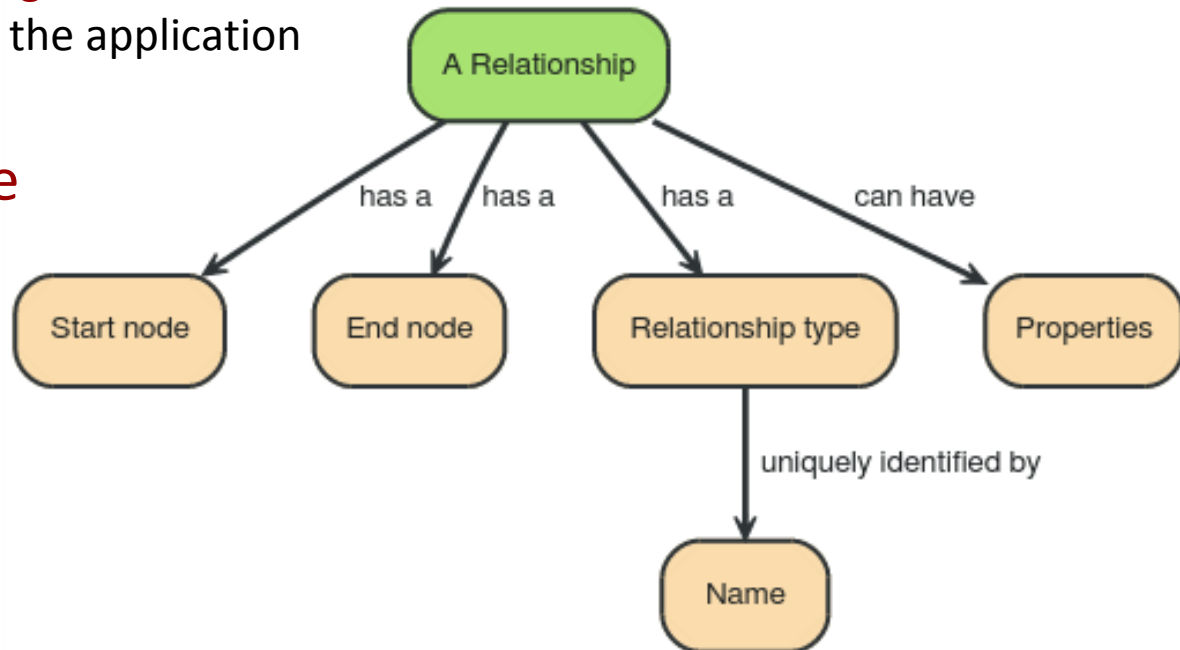 the application
A Relationship
has a
has a
has a
can have
Start node
End node
Relationship type
Properties
uniquely identified by
Name